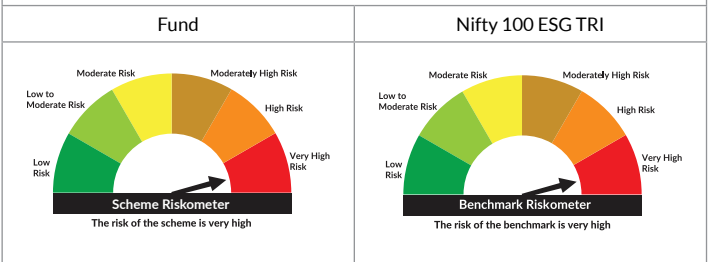 Fund
Nifty 100 ESG TRI
Moderate Risk
Moderately High Risk
Low to
Moderate Risk
High Risk
Low
Risk
Very High
Risk
Scheme Riskometer
The risk of the scheme is very high
Moderate Risk
Moderately High Risk
Low to
Moderate Risk
High Risk
Low
Risk
Very High
Risk
Benchmark Riskometer
The risk of the benchmark is very high